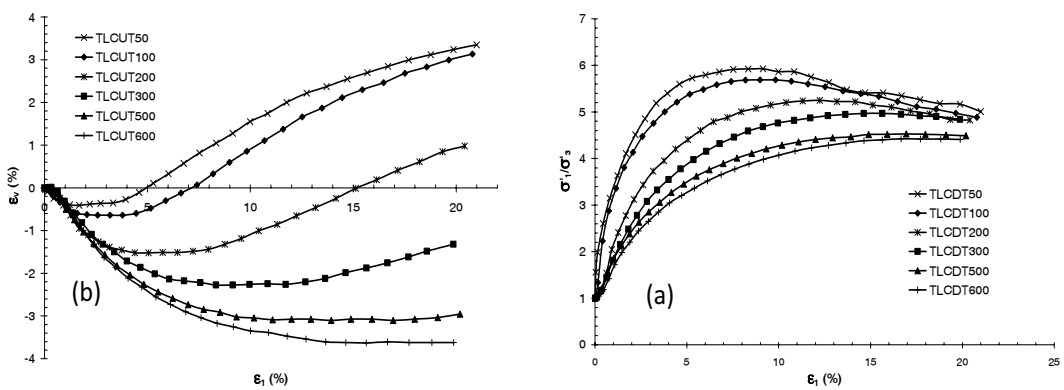 4
3
2
1
0
-1
-2
-3
-4
εv (%)
TLCUT50
TLCUT100
TLCUT200
TLCUT300
TLCUT500
TLCUT600
0
5
10
15
20
(b)
ε1 (%)
7
6
5
4
3
2
1
0
σ'1/σ'3
TLCDT50
TLCDT100
TLCDT200
TLCDT300
TLCDT500
TLCDT600
(a)
0
5
10
15
20
25
ε1 (%)